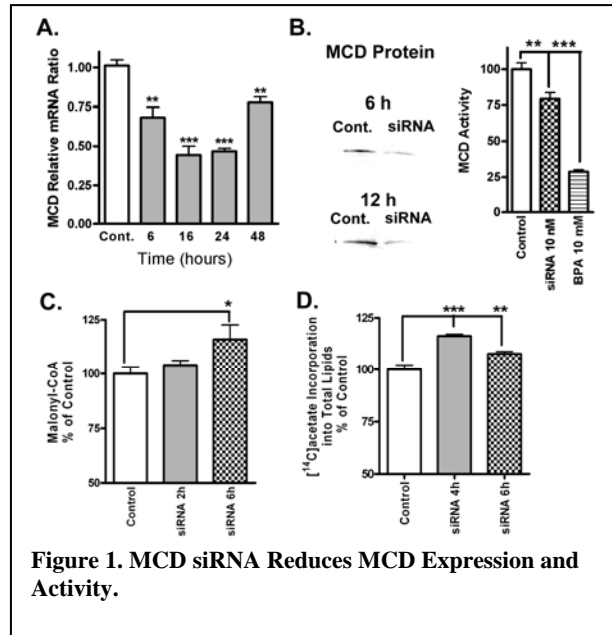 A.
MCD Relative mRNA Ratio
1.00
0.75
0.50
0.25
0.00
**
***
***
**
Cont. 6 16 24 48
Time (hours)
B.
MCD Protein
6 h
Cont. siRNA
12 h
Cont. siRNA
MCD Activity
100
75
50
25
0
** ***
Control
siRNA 10 nM
BPA 10 mM
C.
Malonyl-CoA
% of Control
125
100
75
50
*
Control
siRNA 2h
siRNA 6h
D.
[14C]acetate Incorporation
into Total Lipids
% of Control
125
100
75
50
*** **
Control
siRNA 4h
siRNA 6h
Figure 1. MCD siRNA Reduces MCD Expression and
Activity.